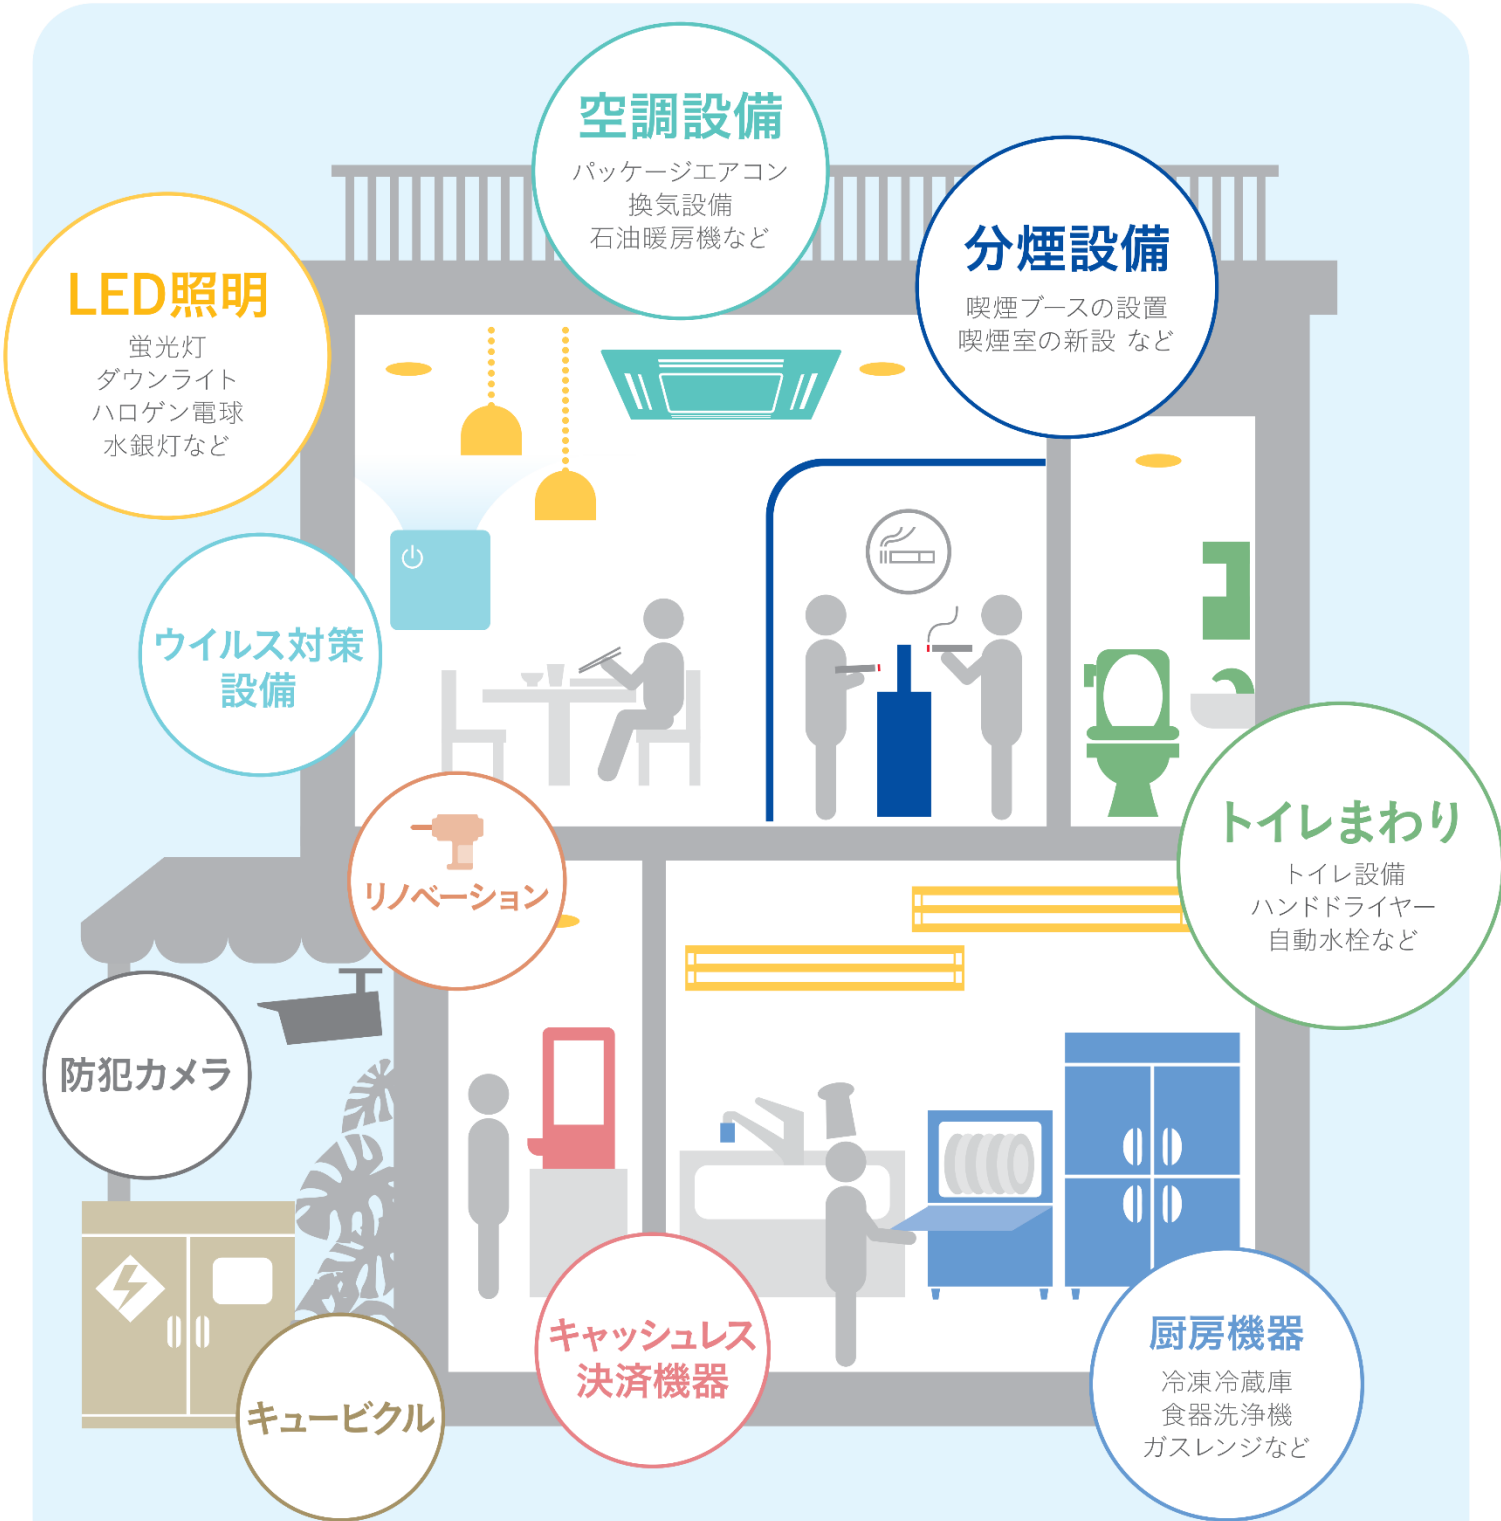 空調設備
パッケージエアコン
換気設備
石油暖房機など
分煙設備
喫煙ブースの設置
喫煙室の新設 など
LED照明
蛍光灯
ダウンライト
ハロゲン電球
水銀灯など
ウイルス対策
設備
リノベーション
トイレまわり
トイレ設備
ハンドドライヤー
自動水栓など
防犯カメラ
キャッシュレス
決済機器
厨房機器
冷凍冷蔵庫
食器洗浄機
ガスレンジなど
キュービクル